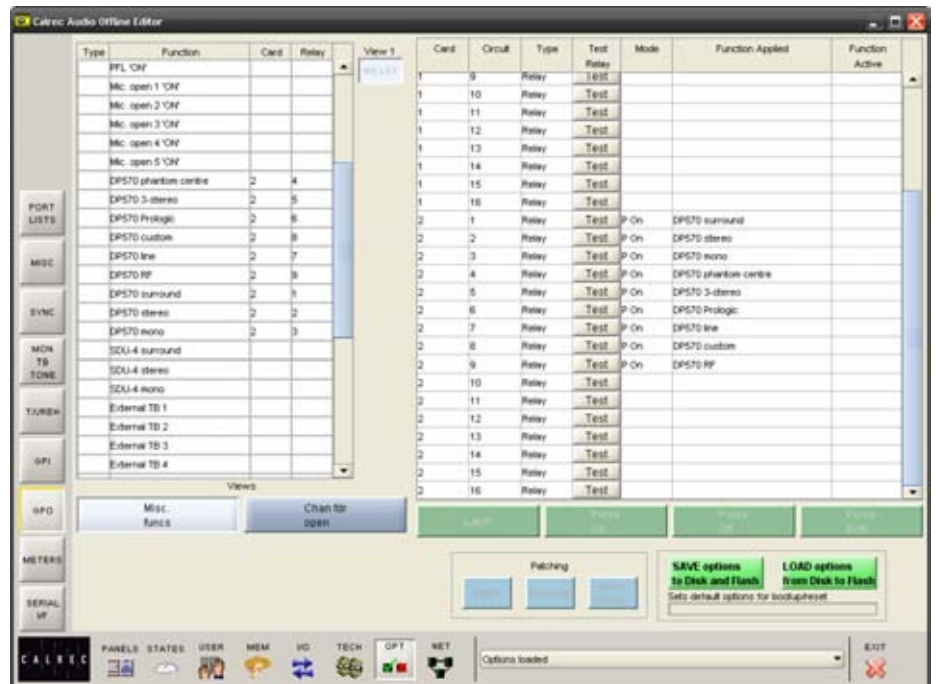 Calrec Audio Offline Editor
Type Function Card Relay
View 1
PFL 'ON'
Mic. open 1 'ON'
Mic. open 2 'ON'
Mic. open 3 'ON'
Mic. open 4 'ON'
Mic. open 5 'ON'
DP570 phantom centre 2 4
DP570 3-stereo 2 5
DP570 Prologic 2 6
DP570 custom 2 8
DP570 line 2 7
DP570 RF 2 9
DP570 surround 2 1
DP570 stereo 2 2
DP570 mono 2 3
SDU-4 surround
SDU-4 stereo
SDU-4 mono
External TB 1
External TB 2
External TB 3
External TB 4
Views
Misc. funcs
Chan for open
Card Circuit Type Test Relay Mode Function Applied Function Active
1 9 Relay Test
1 10 Relay Test
1 11 Relay Test
1 12 Relay Test
1 13 Relay Test
1 14 Relay Test
1 15 Relay Test
1 16 Relay Test
2 1 Relay Test P On DP570 surround
2 2 Relay Test P On DP570 stereo
2 3 Relay Test P On DP570 mono
2 4 Relay Test P On DP570 phantom centre
2 5 Relay Test P On DP570 3-stereo
2 6 Relay Test P On DP570 Prologic
2 7 Relay Test P On DP570 line
2 8 Relay Test P On DP570 custom
2 9 Relay Test P On DP570 RF
2 10 Relay Test
2 11 Relay Test
2 12 Relay Test
2 13 Relay Test
2 14 Relay Test
2 15 Relay Test
2 16 Relay Test
PORT LISTS
MISC
SYNC
MON TB TONE
GPI
GPO
METERS
SERIAL I/F
Patching
SAVE options to Disk and Flash
LOAD options from Disk to Flash
Sets default options for bootup/reset
CALREC
PANELS STATES USER MEM I/O TECH OPT NET
Options loaded
EXIT